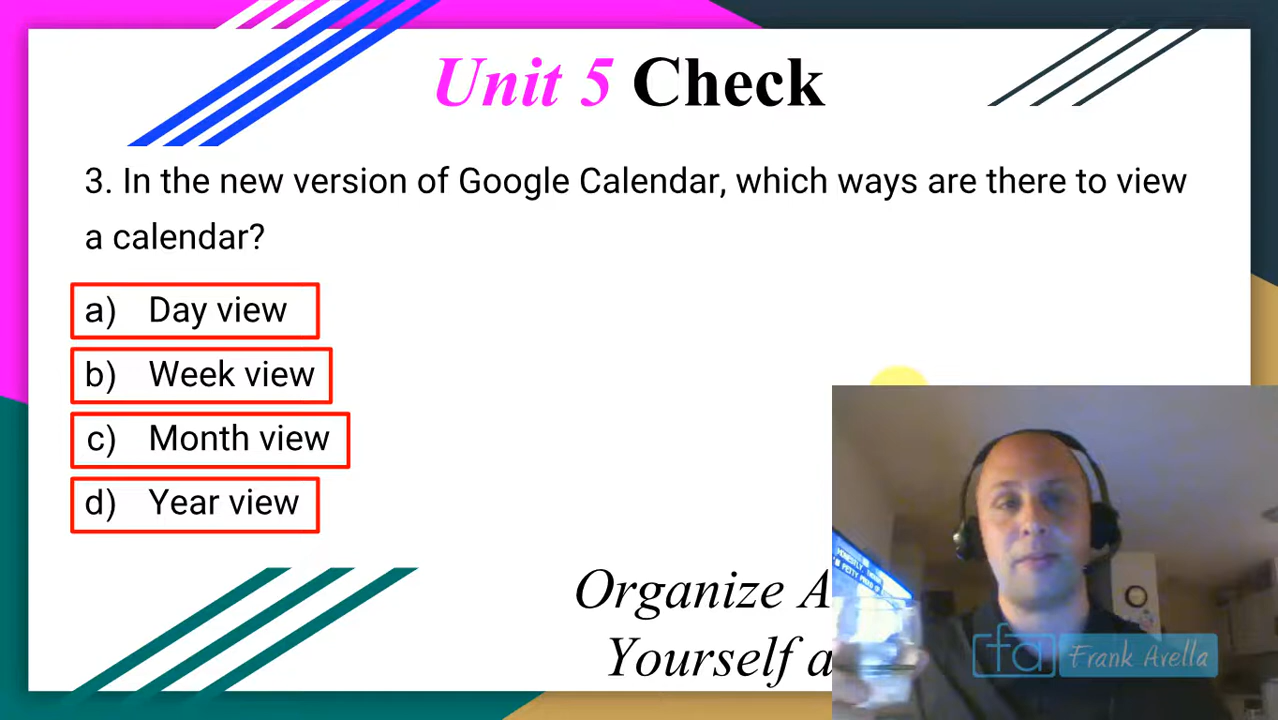 Unit 5 Check
3. In the new version of Google Calendar, which ways are there to view
a calendar?
a) Day view
b) Week view
c) Month view
d) Year view
Organize A
Yourself a
fa Frank Avella